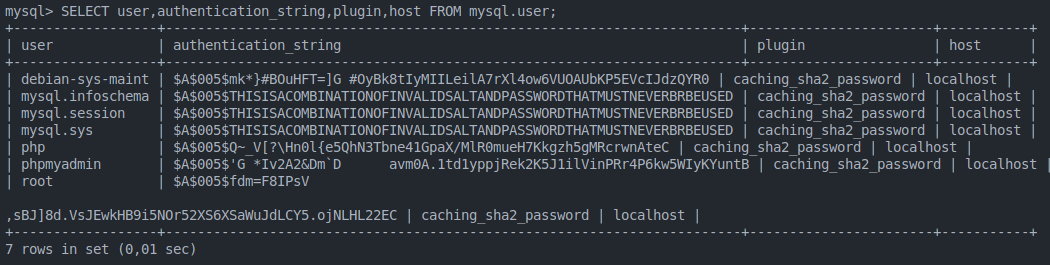 mysql> SELECT user,authentication_string,plugin,host FROM mysql.user;
+------------------+------------------------------------------------------------------------+-----------------------+-----------+
| user             | authentication_string                                                  | plugin                | host      |
+------------------+------------------------------------------------------------------------+-----------------------+-----------+
| debian-sys-maint | $A$005$mk*}#BOuHFT=]G #OyBk8tIyMIILeilA7rXl4ow6VUOAUbKP5EVcIJdzQYR0 | caching_sha2_password | localhost |
| mysql.infoschema | $A$005$THISISACOMBINATIONOFINVALIDSALTANDPASSWORDTHATMUSTNEVERBRBEUSED | caching_sha2_password | localhost |
| mysql.session    | $A$005$THISISACOMBINATIONOFINVALIDSALTANDPASSWORDTHATMUSTNEVERBRBEUSED | caching_sha2_password | localhost |
| mysql.sys        | $A$005$THISISACOMBINATIONOFINVALIDSALTANDPASSWORDTHATMUSTNEVERBRBEUSED | caching_sha2_password | localhost |
| php              | $A$005$Q~_V[?\Hn0l{e5QhN3Tbne41GpaX/MlR0mueH7Kkgzh5gMRcrwnAteC | caching_sha2_password | localhost |
| phpmyadmin       | $A$005$'G *Iv2A2&Dm`D      avm0A.1td1yppjRek2K5J1ilVinPRr4P6kw5WIyKYuntB | caching_sha2_password | localhost |
| root             | $A$005$fdm=F8IPsV
,sBJ]8d.VsJEwkHB9i5NOr52XS6XSaWuJdLCY5.ojNLHL22EC | caching_sha2_password | localhost |
+------------------+------------------------------------------------------------------------+-----------------------+-----------+
7 rows in set (0,01 sec)